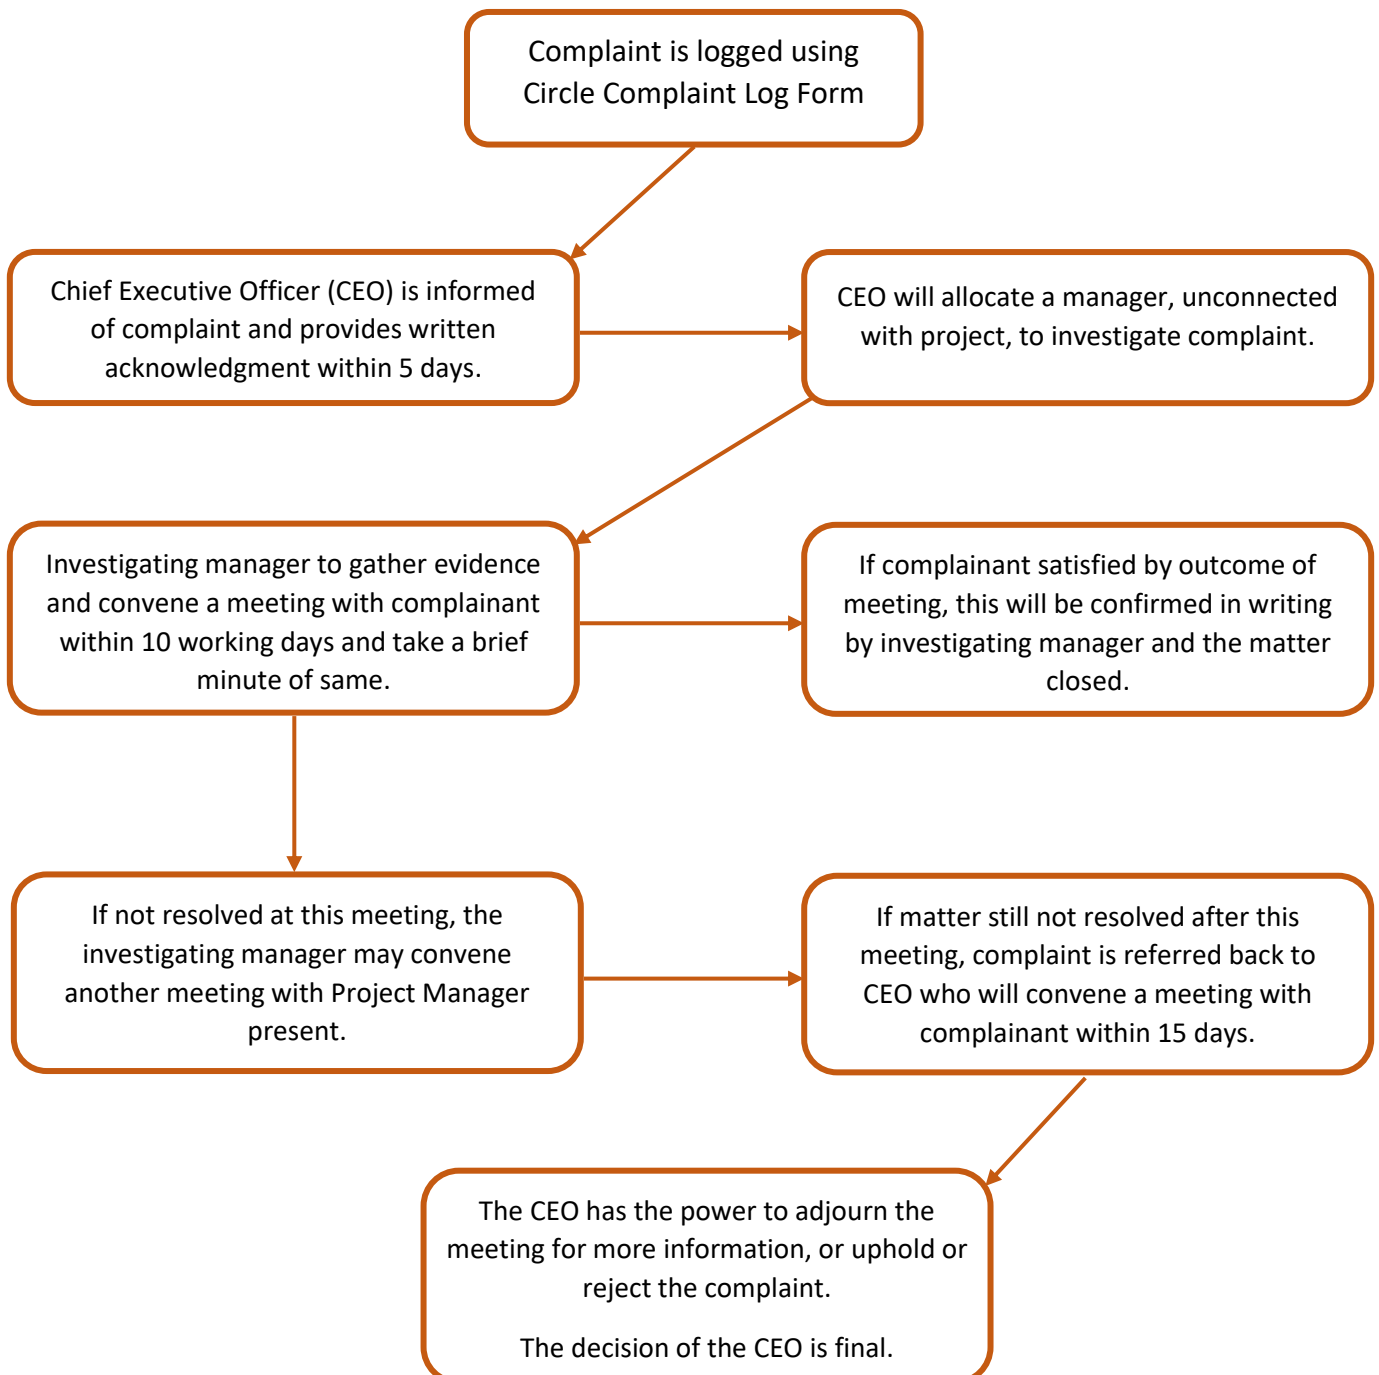 Complaint is logged using
Circle Complaint Log Form
Chief Executive Officer (CEO) is informed
of complaint and provides written
acknowledgment within 5 days.
CEO will allocate a manager, unconnected
with project, to investigate complaint.
Investigating manager to gather evidence
and convene a meeting with complainant
within 10 working days and take a brief
minute of same.
If complainant satisfied by outcome of
meeting, this will be confirmed in writing
by investigating manager and the matter
closed.
If not resolved at this meeting, the
investigating manager may convene
another meeting with Project Manager
present.
If matter still not resolved after this
meeting, complaint is referred back to
CEO who will convene a meeting with
complainant within 15 days.
The CEO has the power to adjourn the
meeting for more information, or uphold or
reject the complaint.
The decision of the CEO is final.